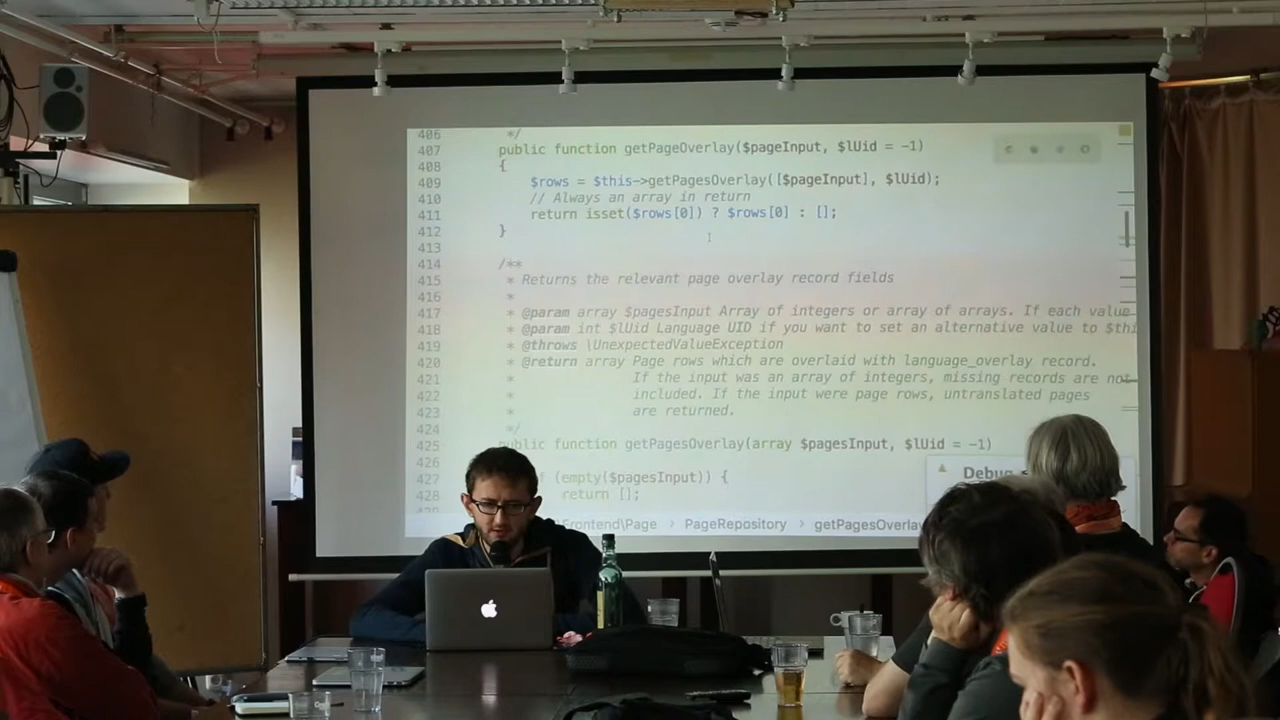 406 */
407 public function getPageOverlay($pageInput, $lUid = -1)
408 {
409 $rows = $this->getPagesOverlay([$pageInput], $lUid);
410 // Always an array in return
411 return isset($rows[0]) ? $rows[0] : [];
412 }
413
414 /**
415 * Returns the relevant page overlay record fields
416 *
417 * @param array $pagesInput Array of integers or array of arrays. If each value
418 * @param int $lUid Language UID if you want to set an alternative value to $thi
419 * @throws \UnexpectedValueException
420 * @return array Page rows which are overlaid with language_overlay record.
421 * If the input was an array of integers, missing records are not
422 * included. If the input were page rows, untranslated pages
423 * are returned.
424 */
425 public function getPagesOverlay(array $pagesInput, $lUid = -1)
426
427 (empty($pagesInput)) {
428 return [];
Debug
Frontend\Page > PageRepository > getPagesOverlay